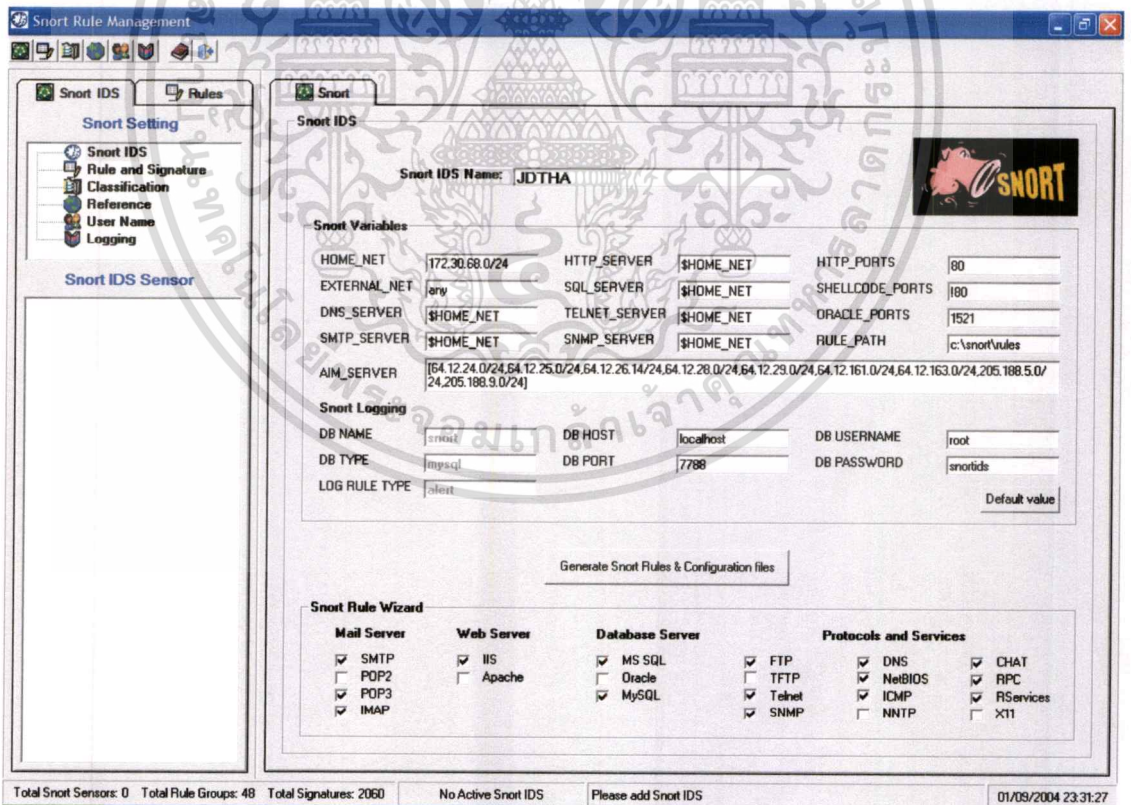 Snort Rule Management
Snort IDS Rules
Snort Setting
Snort IDS
Rule and Signature
Classification
Reference
User Name
Logging
Snort IDS Sensor
Snort
Snort IDS
Snort IDS Name: JDTHA
SNORT
Snort Variables
HOME_NET 172.30.68.0/24 HTTP_SERVER $HOME_NET HTTP_PORTS 80
EXTERNAL_NET any SQL_SERVER $HOME_NET SHELLCODE_PORTS !80
DNS_SERVER $HOME_NET TELNET_SERVER $HOME_NET ORACLE_PORTS 1521
SMTP_SERVER $HOME_NET SNMP_SERVER $HOME_NET RULE_PATH c:\snort\rules
AIM_SERVER [64.12.24.0/24,64.12.25.0/24,64.12.26.14/24,64.12.28.0/24,64.12.29.0/24,64.12.161.0/24,64.12.163.0/24,205.188.5.0/
24,205.188.9.0/24]
Snort Logging
DB NAME snort DB HOST localhost DB USERNAME root
DB TYPE mysql DB PORT 7788 DB PASSWORD snortids
LOG RULE TYPE alert
Default value
Generate Snort Rules & Configuration files
Snort Rule Wizard
Mail Server Web Server Database Server Protocols and Services
SMTP IIS MS SQL FTP DNS CHAT
POP2 Apache Oracle TFTP NetBIOS RPC
POP3 MySQL Telnet ICMP RServices
IMAP SNMP NNTP X11
Total Snort Sensors: 0 Total Rule Groups: 48 Total Signatures: 2060 No Active Snort IDS Please add Snort IDS 01/09/2004 23:31:27